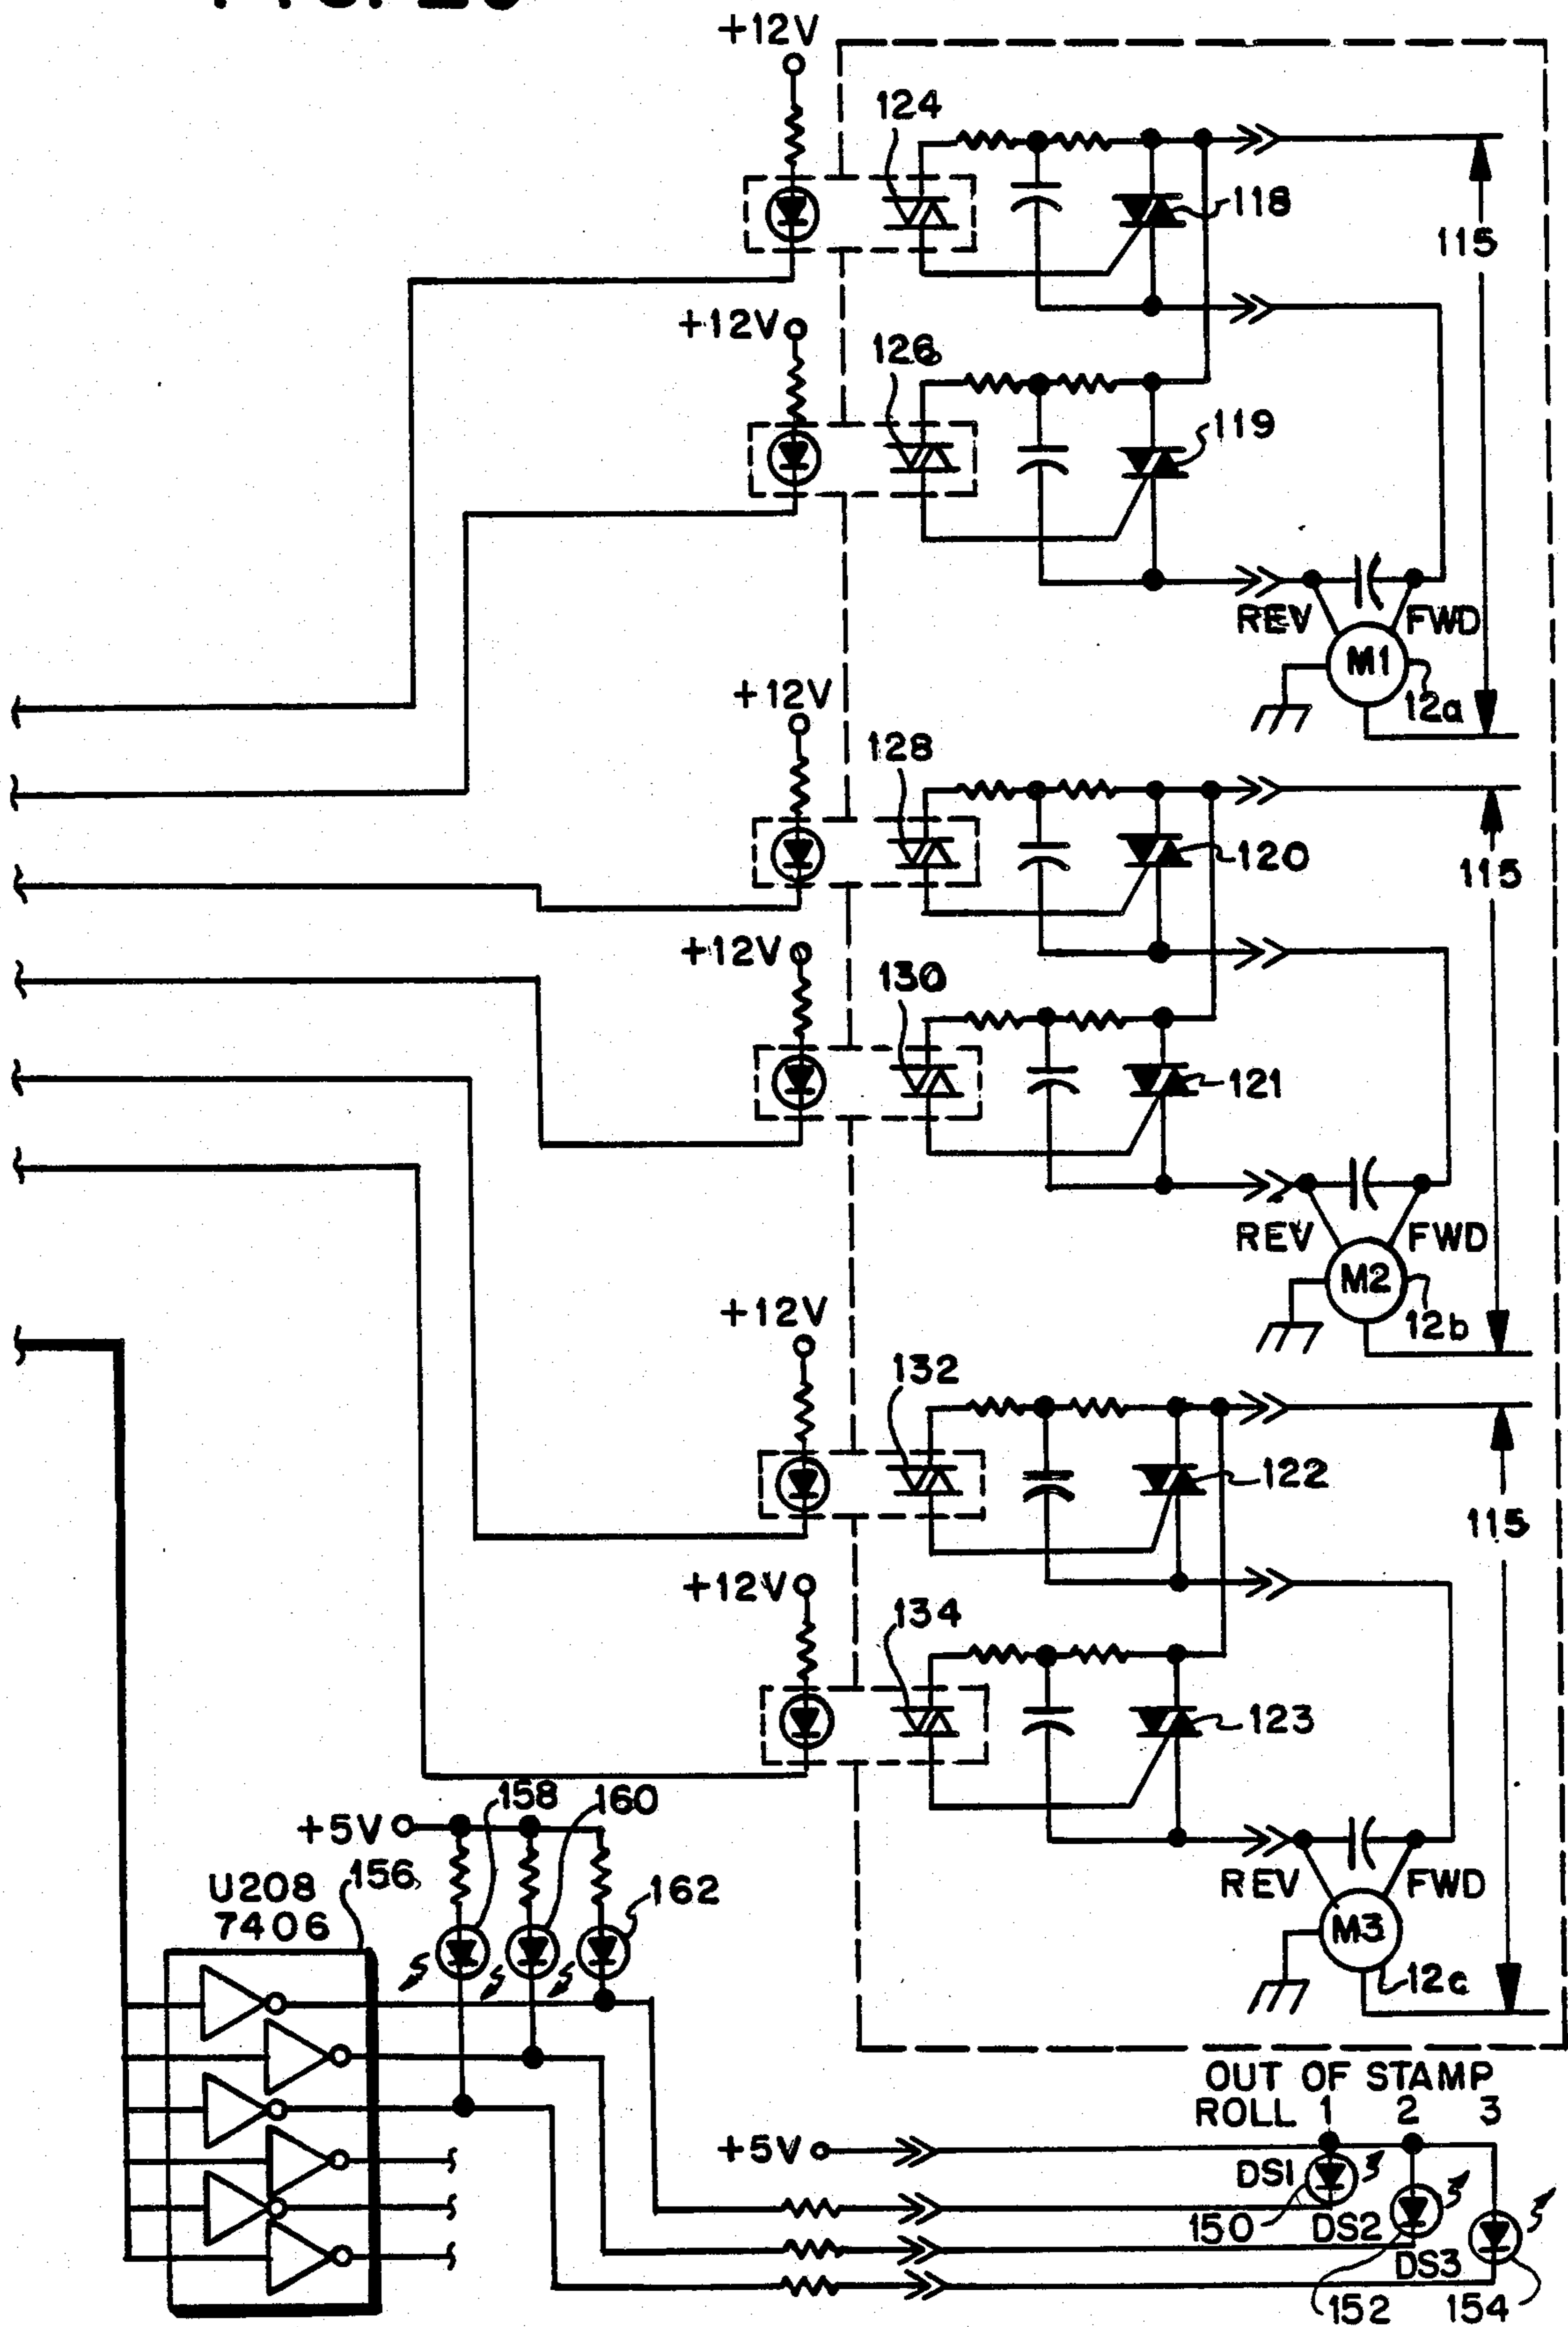 +12V
124
118
115
+12V
126
119
REV
FWD
M1
12a
+12V
128
120
115
+12V
130
121
REV
FWD
M2
12b
+12V
132
122
115
+12V
134
123
158
160
+5V
156
162
U208
7406
REV
FWD
M3
12c
OUT OF STAMP
ROLL 1 2 3
+5V
DS1
150
DS2
DS3
152
154